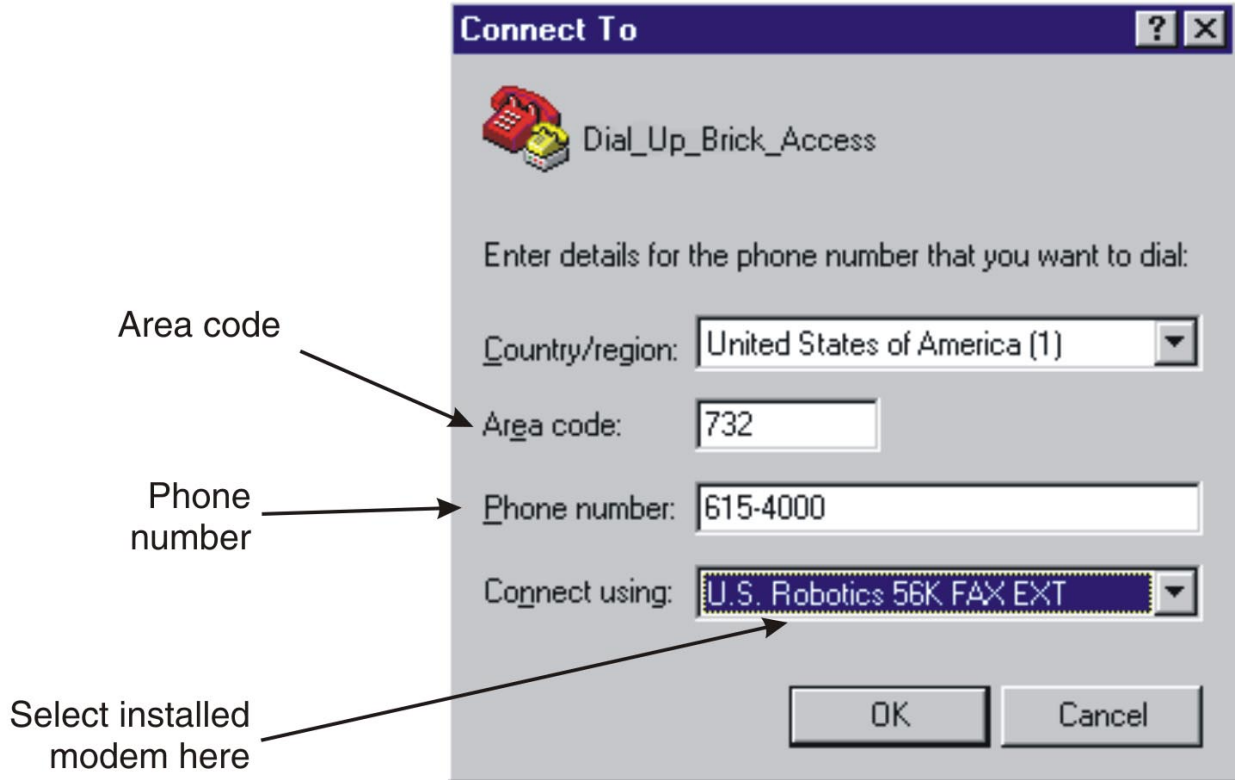 Connect To
Dial_Up_Brick_Access
Enter details for the phone number that you want to dial:
Area code
Country/region: United States of America (1)
Area code: 732
Phone
number
Phone number: 615-4000
Connect using: U.S. Robotics 56K FAX EXT
Select installed
modem here
OK Cancel